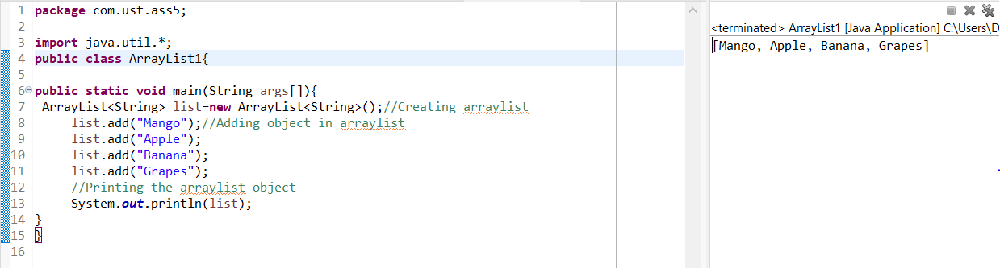 1 package com.ust.ass5;
2
3 import java.util.*;
4 public class ArrayList1{
5
6 public static void main(String args[]){
7  ArrayList<String> list=new ArrayList<String>();//Creating arraylist
8      list.add("Mango");//Adding object in arraylist
9      list.add("Apple");
10     list.add("Banana");
11     list.add("Grapes");
12     //Printing the arraylist object
13     System.out.println(list);
14 }
15 }
16
<terminated> ArrayList1 [Java Application] C:\Users\D
[Mango, Apple, Banana, Grapes]